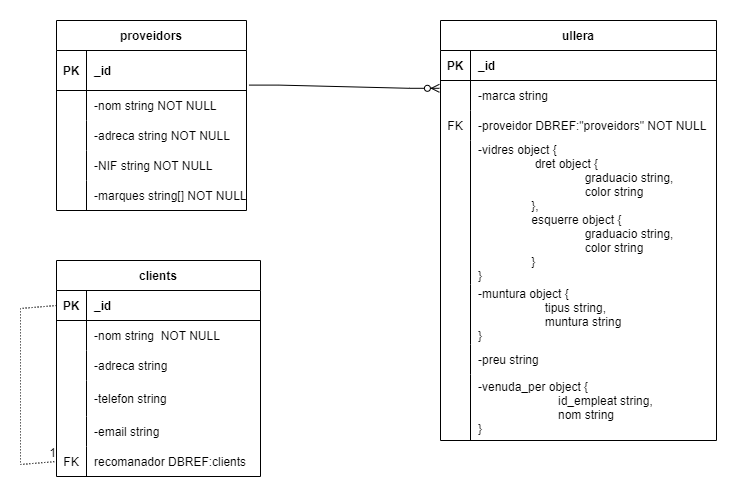 proveidors
PK _id
-nom string NOT NULL
-adreca string NOT NULL
-NIF string NOT NULL
-marques string[] NOT NULL
ullera
PK _id
-marca string
FK -proveidor DBREF:"proveidors" NOT NULL
-vidres object {
dret object {
graduacio string,
color string
},
esquerre object {
graduacio string,
color string
}
}
-muntura object {
tipus string,
muntura string
}
-preu string
-venuda_per object {
id_empleat string,
nom string
}
clients
PK _id
-nom string  NOT NULL
-adreca string
-telefon string
-email string
1
FK recomanador DBREF:clients